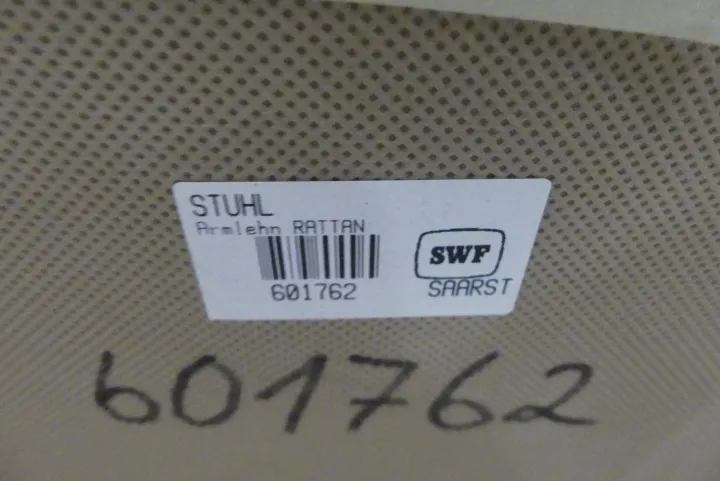 STUHL
Armlehn RATTAN
601762
SWF
SAARST
601762